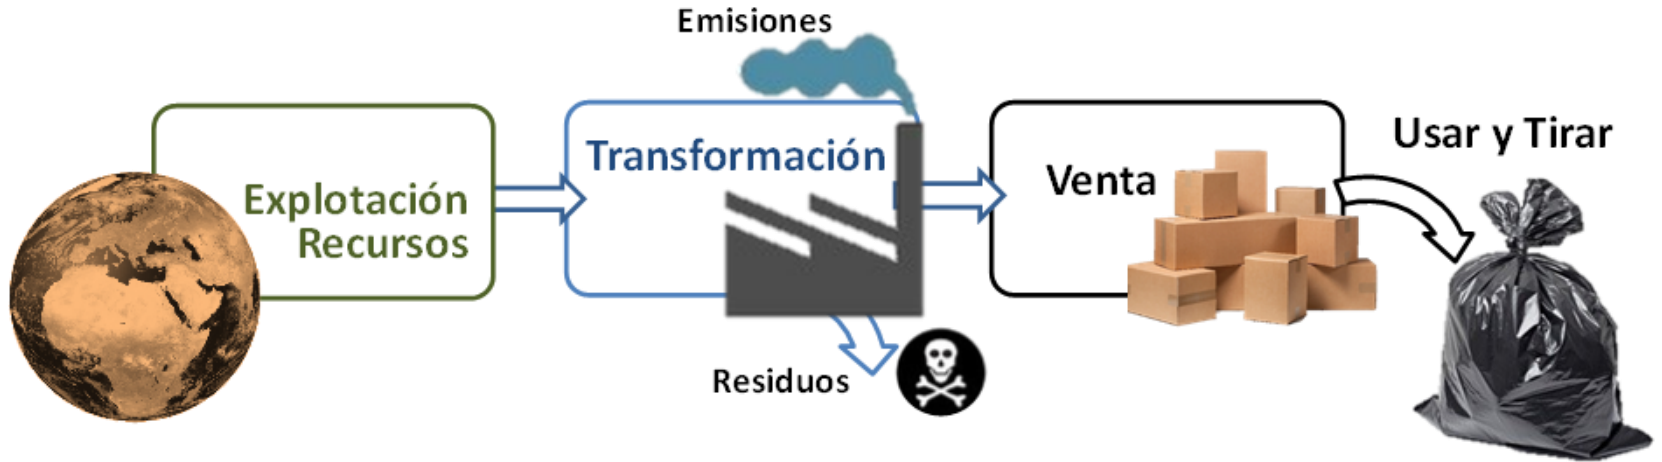 Emisiones
Explotación
Recursos
Transformación
Venta
Usar y Tirar
Residuos